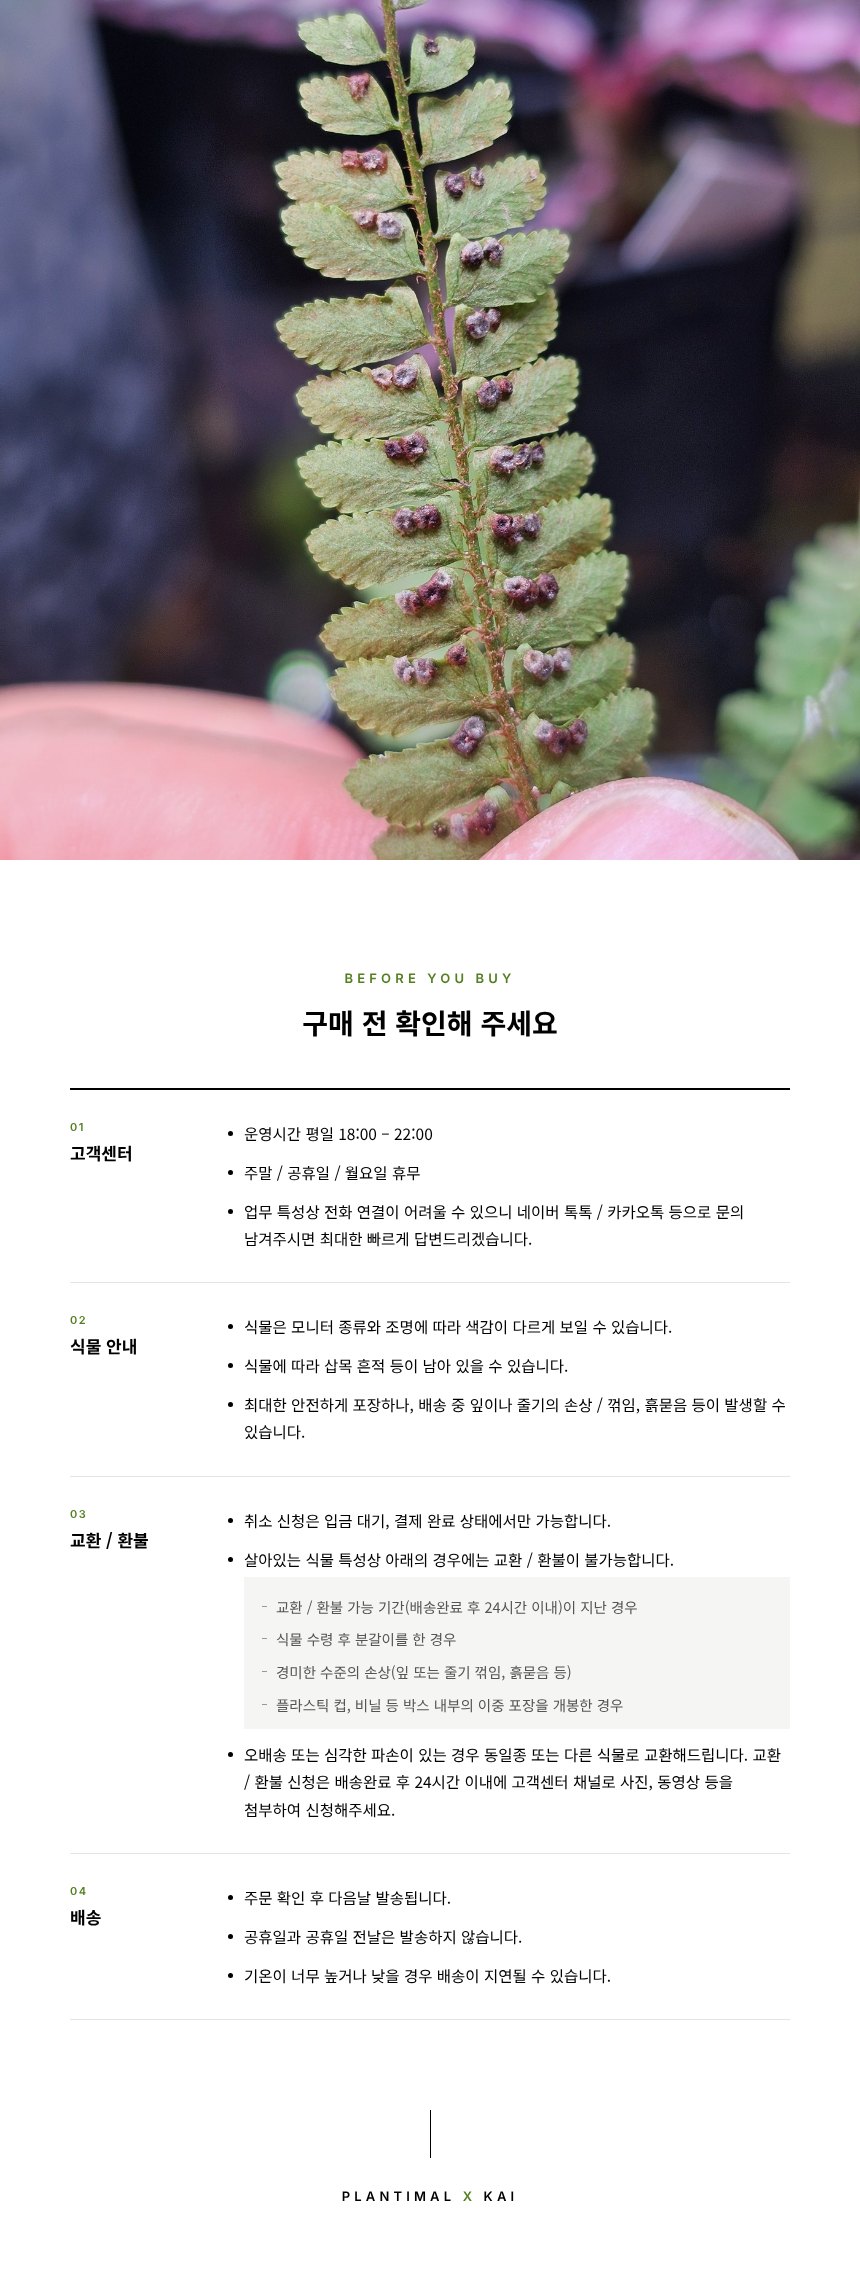 BEFORE YOU BUY
구매 전 확인해 주세요
01
고객센터
운영시간 평일 18:00 – 22:00
주말 / 공휴일 / 월요일 휴무
업무 특성상 전화 연결이 어려울 수 있으니 네이버 톡톡 / 카카오톡 등으로 문의
남겨주시면 최대한 빠르게 답변드리겠습니다.
02
식물 안내
식물은 모니터 종류와 조명에 따라 색감이 다르게 보일 수 있습니다.
식물에 따라 삽목 흔적 등이 남아 있을 수 있습니다.
최대한 안전하게 포장하나, 배송 중 잎이나 줄기의 손상 / 꺾임, 흙묻음 등이 발생할 수
있습니다.
03
교환 / 환불
취소 신청은 입금 대기, 결제 완료 상태에서만 가능합니다.
살아있는 식물 특성상 아래의 경우에는 교환 / 환불이 불가능합니다.
– 교환 / 환불 가능 기간(배송완료 후 24시간 이내)이 지난 경우
– 식물 수령 후 분갈이를 한 경우
– 경미한 수준의 손상(잎 또는 줄기 꺾임, 흙묻음 등)
– 플라스틱 컵, 비닐 등 박스 내부의 이중 포장을 개봉한 경우
오배송 또는 심각한 파손이 있는 경우 동일종 또는 다른 식물로 교환해드립니다. 교환
/ 환불 신청은 배송완료 후 24시간 이내에 고객센터 채널로 사진, 동영상 등을
첨부하여 신청해주세요.
04
배송
주문 확인 후 다음날 발송됩니다.
공휴일과 공휴일 전날은 발송하지 않습니다.
기온이 너무 높거나 낮을 경우 배송이 지연될 수 있습니다.
PLANTIMAL X KAI